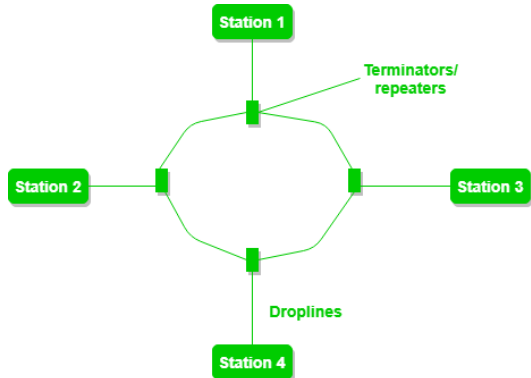 Station 1
Terminators/
repeaters
Station 2
Station 3
Droplines
Station 4